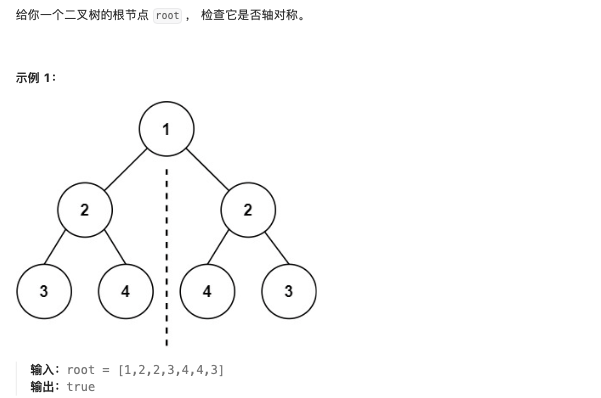 给你一个二叉树的根节点 root ， 检查它是否轴对称。
示例 1：
1
2 2
3 4 4 3
输入：root = [1,2,2,3,4,4,3]
输出：true